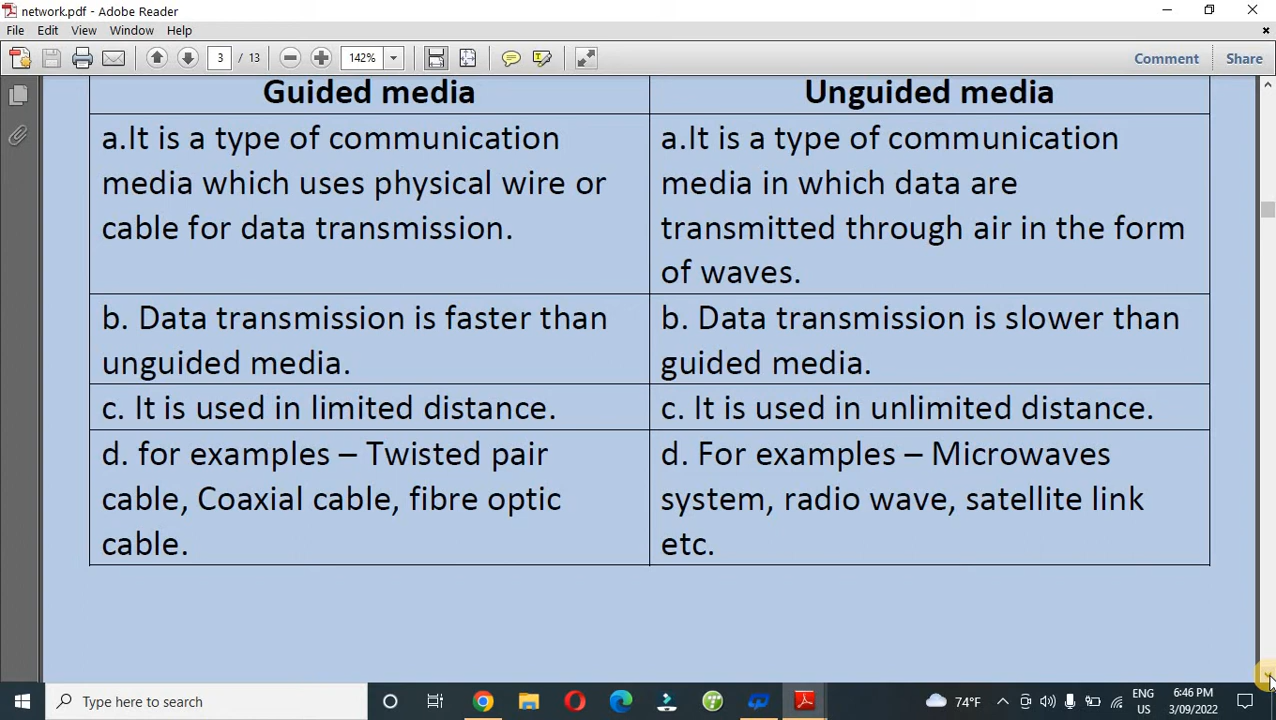 network.pdf - Adobe Reader
File Edit View Window Help
3 / 13 142% Comment Share
Guided media
Unguided media
a.It is a type of communication
media which uses physical wire or
cable for data transmission.
a.It is a type of communication
media in which data are
transmitted through air in the form
of waves.
b. Data transmission is faster than
unguided media.
b. Data transmission is slower than
guided media.
c. It is used in limited distance.
c. It is used in unlimited distance.
d. for examples – Twisted pair
cable, Coaxial cable, fibre optic
cable.
d. For examples – Microwaves
system, radio wave, satellite link
etc.
Type here to search
74°F
ENG
US
6:46 PM
3/09/2022